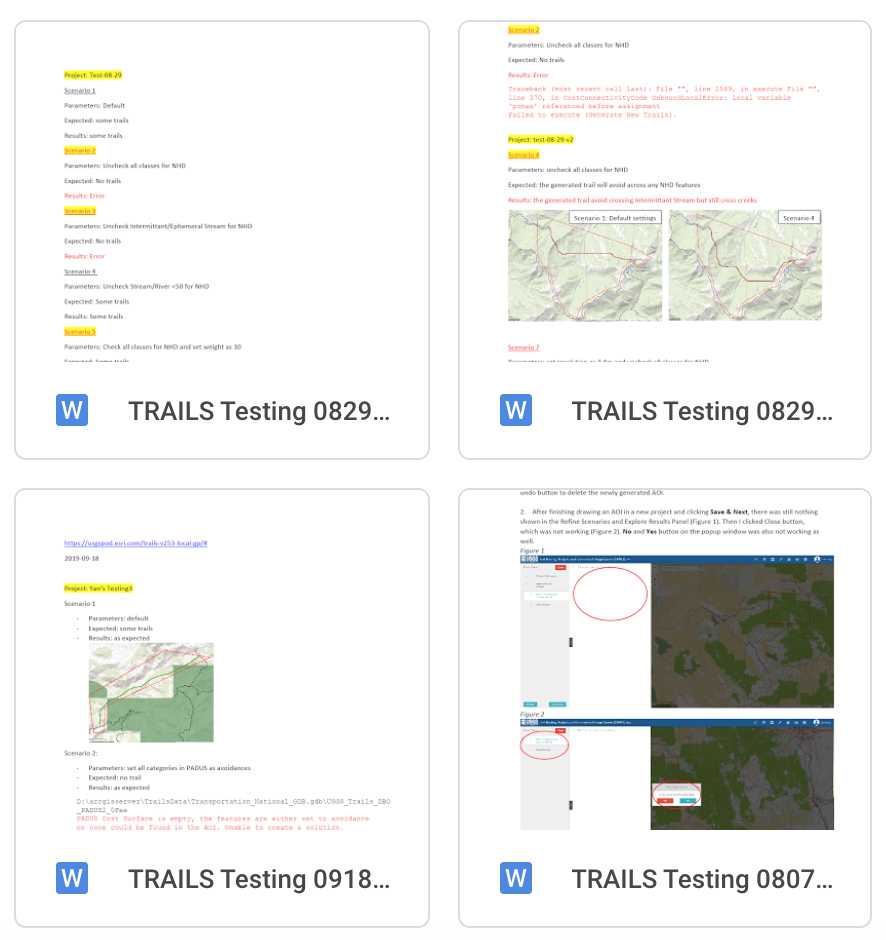 Project: Test-08-29
Scenario 1
Parameters: Default
Expected: some trails
Results: some trails
Scenario 2
Parameters: Uncheck all classes for NHD
Expected: No trails
Results: Error
Scenario 3
Parameters: Uncheck Intermittant/Ephemeral Stream for NHD
Expected: No trails
Results: Error
Scenario 4
Parameters: Uncheck Stream/River <50 for NHD
Expected: Some trails
Results: Some trails
Scenario 5
Parameters: Check all classes for NHD and set weight as 10
Expected: Some trails
W TRAILS Testing 0829...
Scenario 2
Parameters: Uncheck all classes for NHD
Expected: No trails
Results: Error
Traceback (most recent call last): File "", line 2589, in execute File "",
line 370, in CostConnectivityCode UnboundLocalError: local variable
referenced before assignment
Failed to execute (Generate New Trails).
Project: test-08-29-v2
Scenario 4
Parameters: uncheck all classes for NHD
Expected: the generated trail will avoid across any NHD features
Results: the generated trail avoid crossing Intermittant Stream but still cross creeks
Scenario 1: Default settings
Scenario 4
Scenario 7
Parameters: set resolution as and uncheck all classes for NHD
W TRAILS Testing 0829...
https://usgspod.esri.com/trails-v253-local-gp/#
2019-09-18
Project: Yan's Testing3
Scenario 1
- Parameters: default
- Expected: some trails
- Results: as expected
Scenario 2:
- Parameters: set all categories in PADUS as avoidances
- Expected: no trail
- Results: as expected
D:\arcgisserver\TrailsData\Transportation_National_GDB.gdb\USGS_Trails_DBO
_PADUS2_0Fee
PADUS Cost Surface is empty, the features are either set to avoidance
or none could be found in the AOI. Unable to create a solution.
W TRAILS Testing 0918...
undo button to delete the newly generated AOI.
2. After finishing drawing an AOI in a new project and clicking Save & Next, there was still nothing
shown in the Refine Scenarios and Explore Results Panel (Figure 1). Then I clicked Close button,
which was not working (Figure 2). No and Yes button on the popup window was also not working as
well.
Figure 1
Figure 2
W TRAILS Testing 0807...